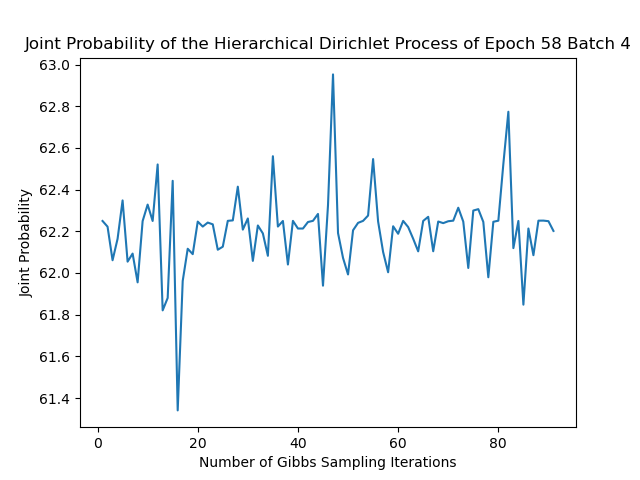 Joint Probability of the Hierarchical Dirichlet Process of Epoch 58 Batch 4
63.0
62.8
62.6
62.4
62.2
62.0
61.8
61.6
61.4
Joint Probability
0 20 40 60 80
Number of Gibbs Sampling Iterations